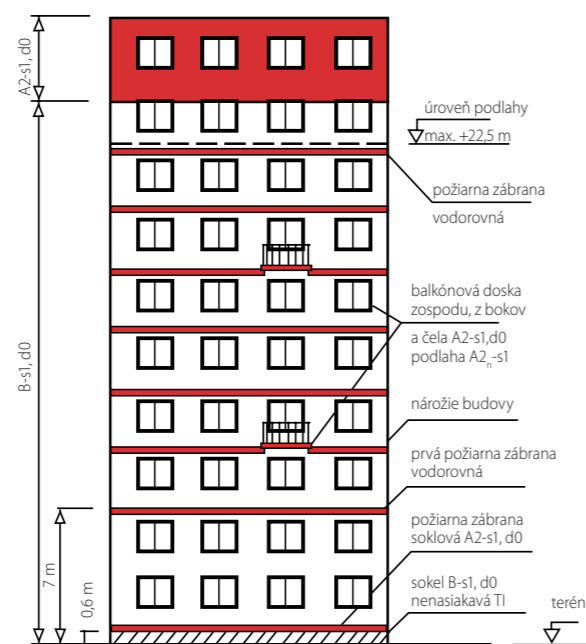 A2-s1, d0
úroveň podlahy
max. +22,5 m
požiarna zábrana
vodorovná
B-s1, d0
balkónová doska
zospodu, z bokov
a čela A2-s1,d0
podlaha A2n-s1
nárožie budovy
prvá požiarna zábrana
vodorovná
7 m
požiarna zábrana
soklová A2-s1, d0
0,6 m
sokel B-s1, d0
nenasiakavá TI
terén